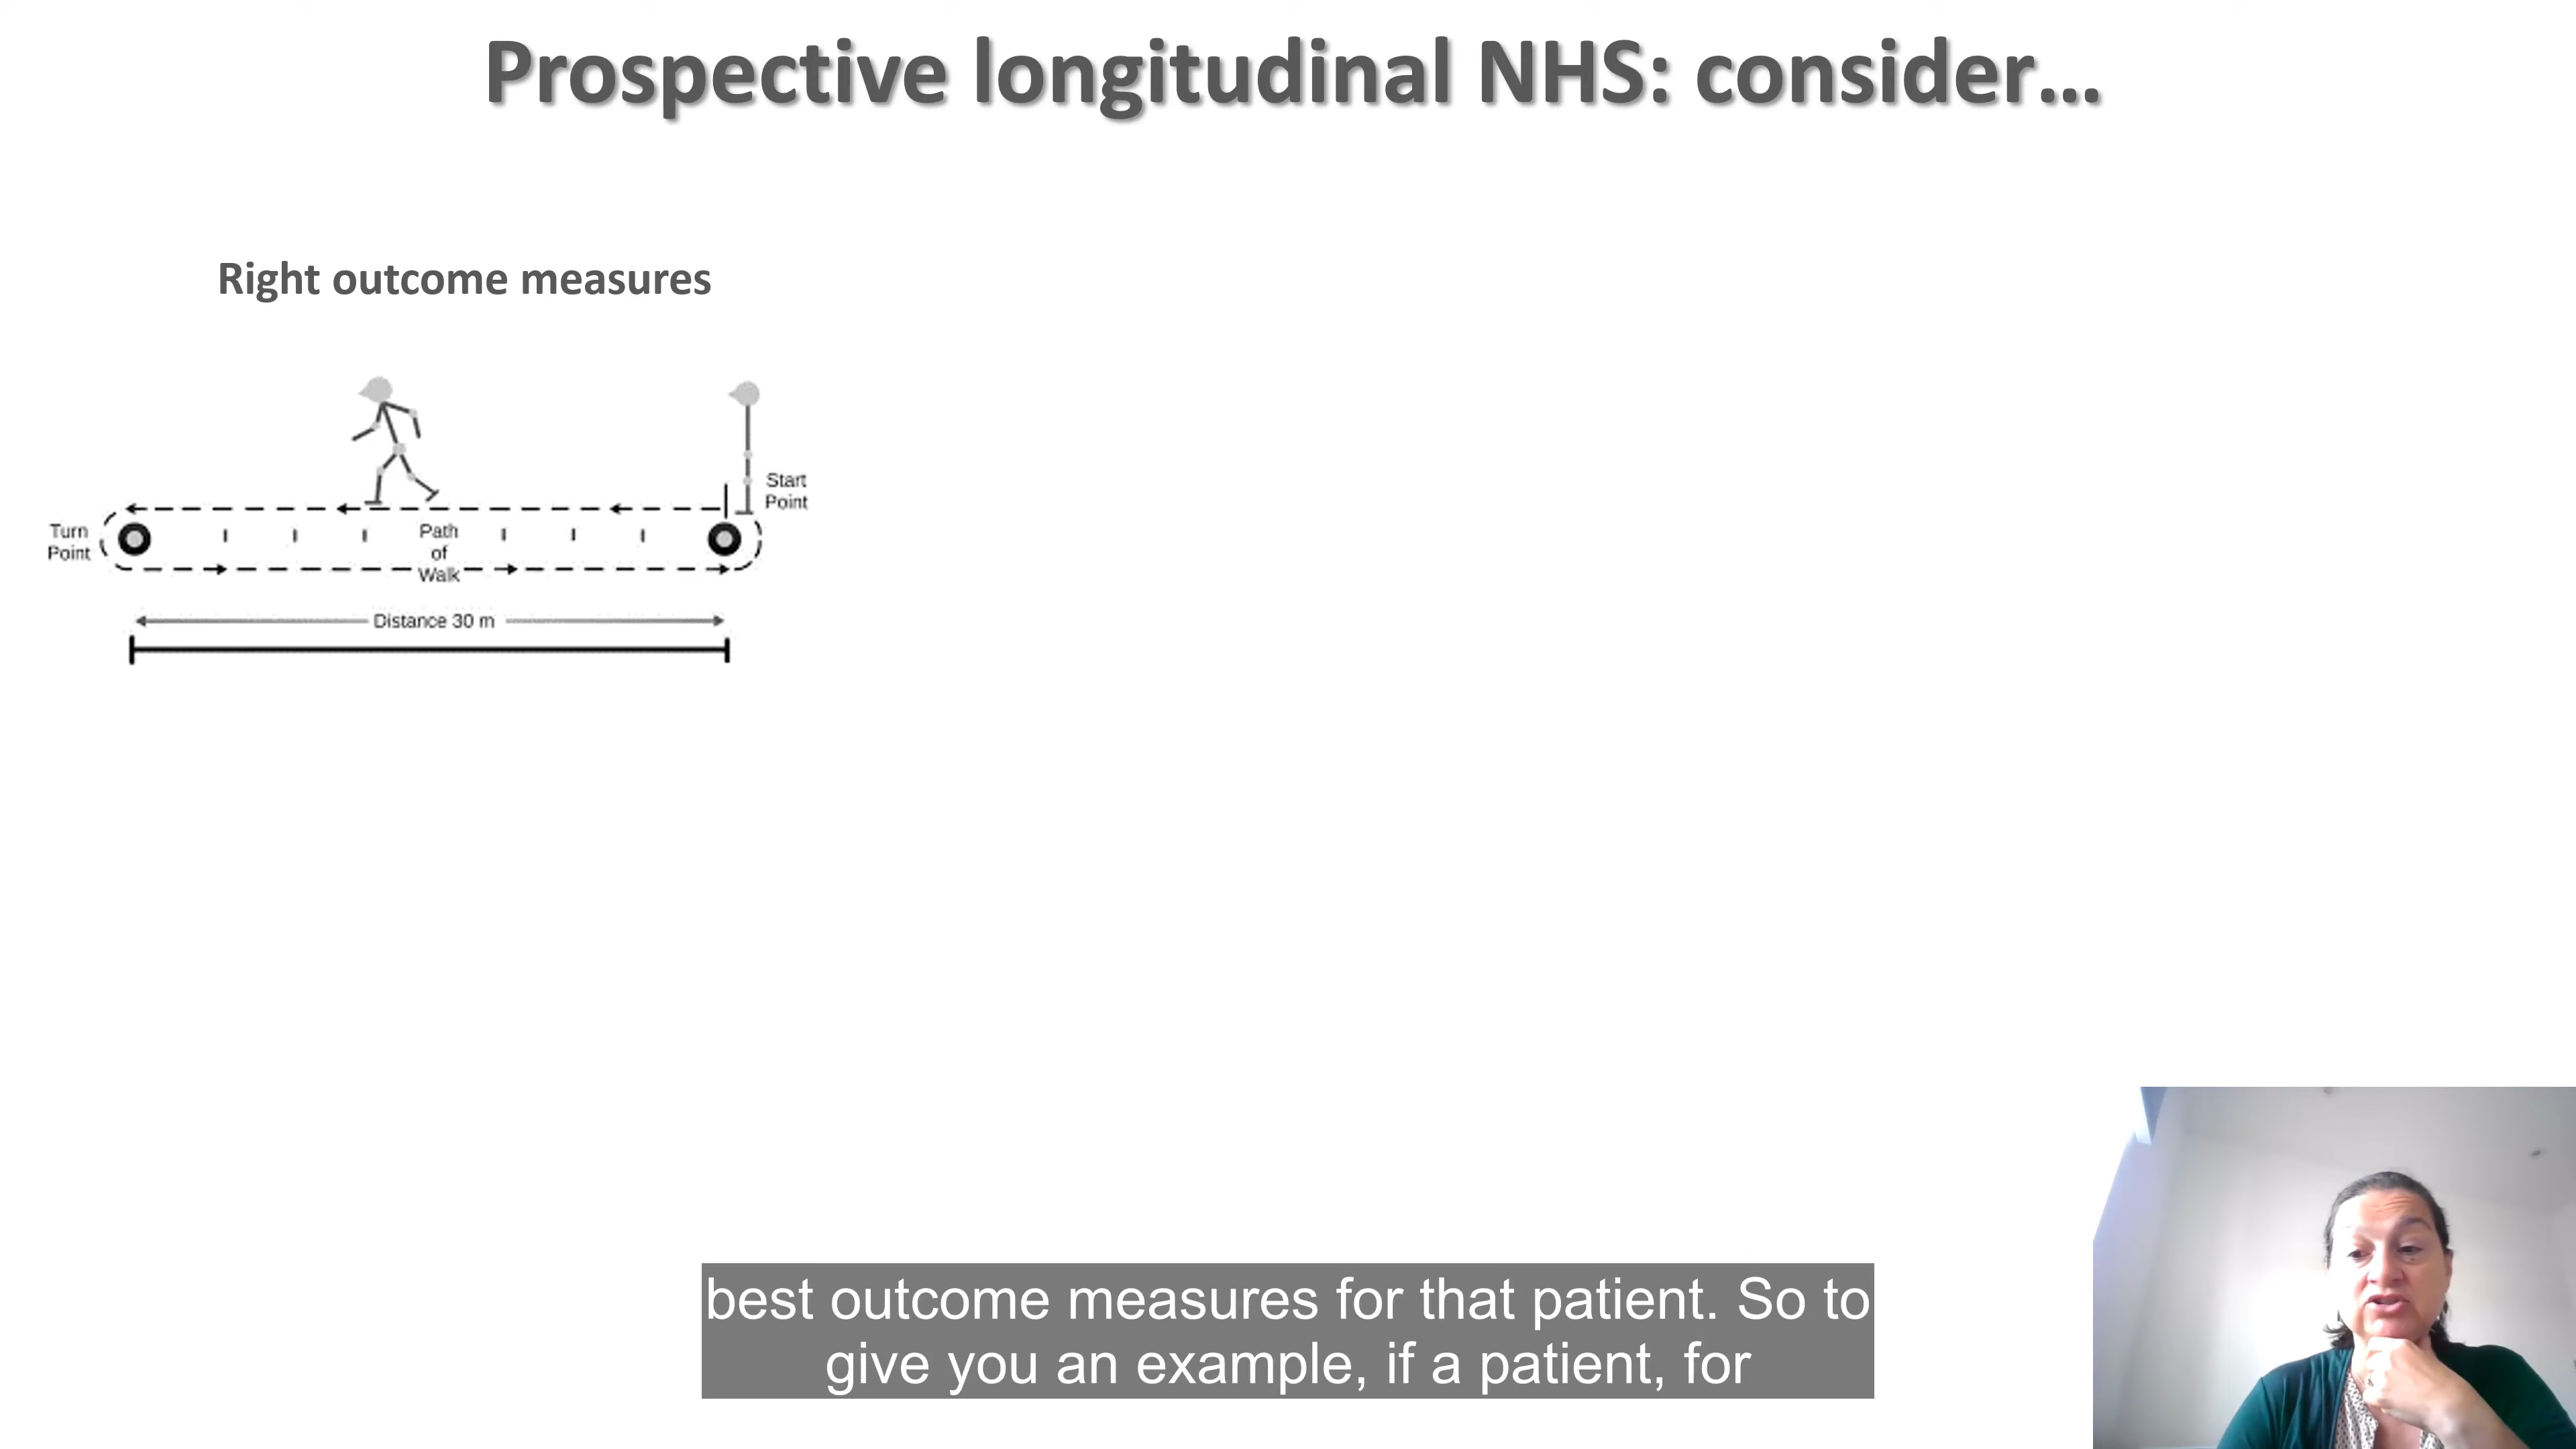 Prospective longitudinal NHS: consider…
Right outcome measures
Start
Point
Turn
Point
Path
of
Walk
Distance 30 m
best outcome measures for that patient. So to
give you an example, if a patient, for